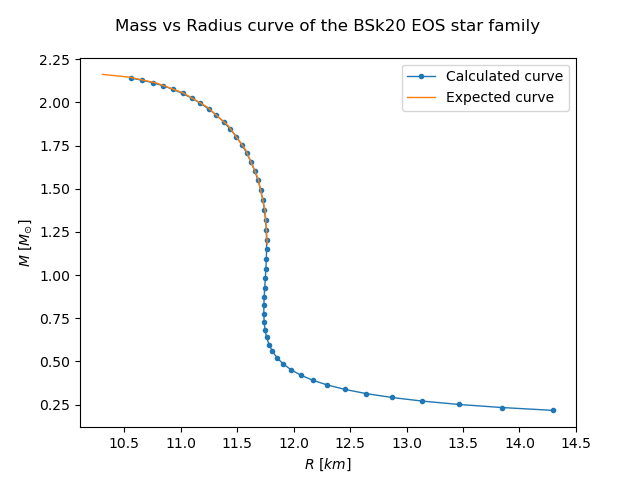 Mass vs Radius curve of the BSk20 EOS star family
2.25
2.00
1.75
1.50
1.25
1.00
0.75
0.50
0.25
M [M⊙]
Calculated curve
Expected curve
10.5 11.0 11.5 12.0 12.5 13.0 13.5 14.0 14.5
R [km]